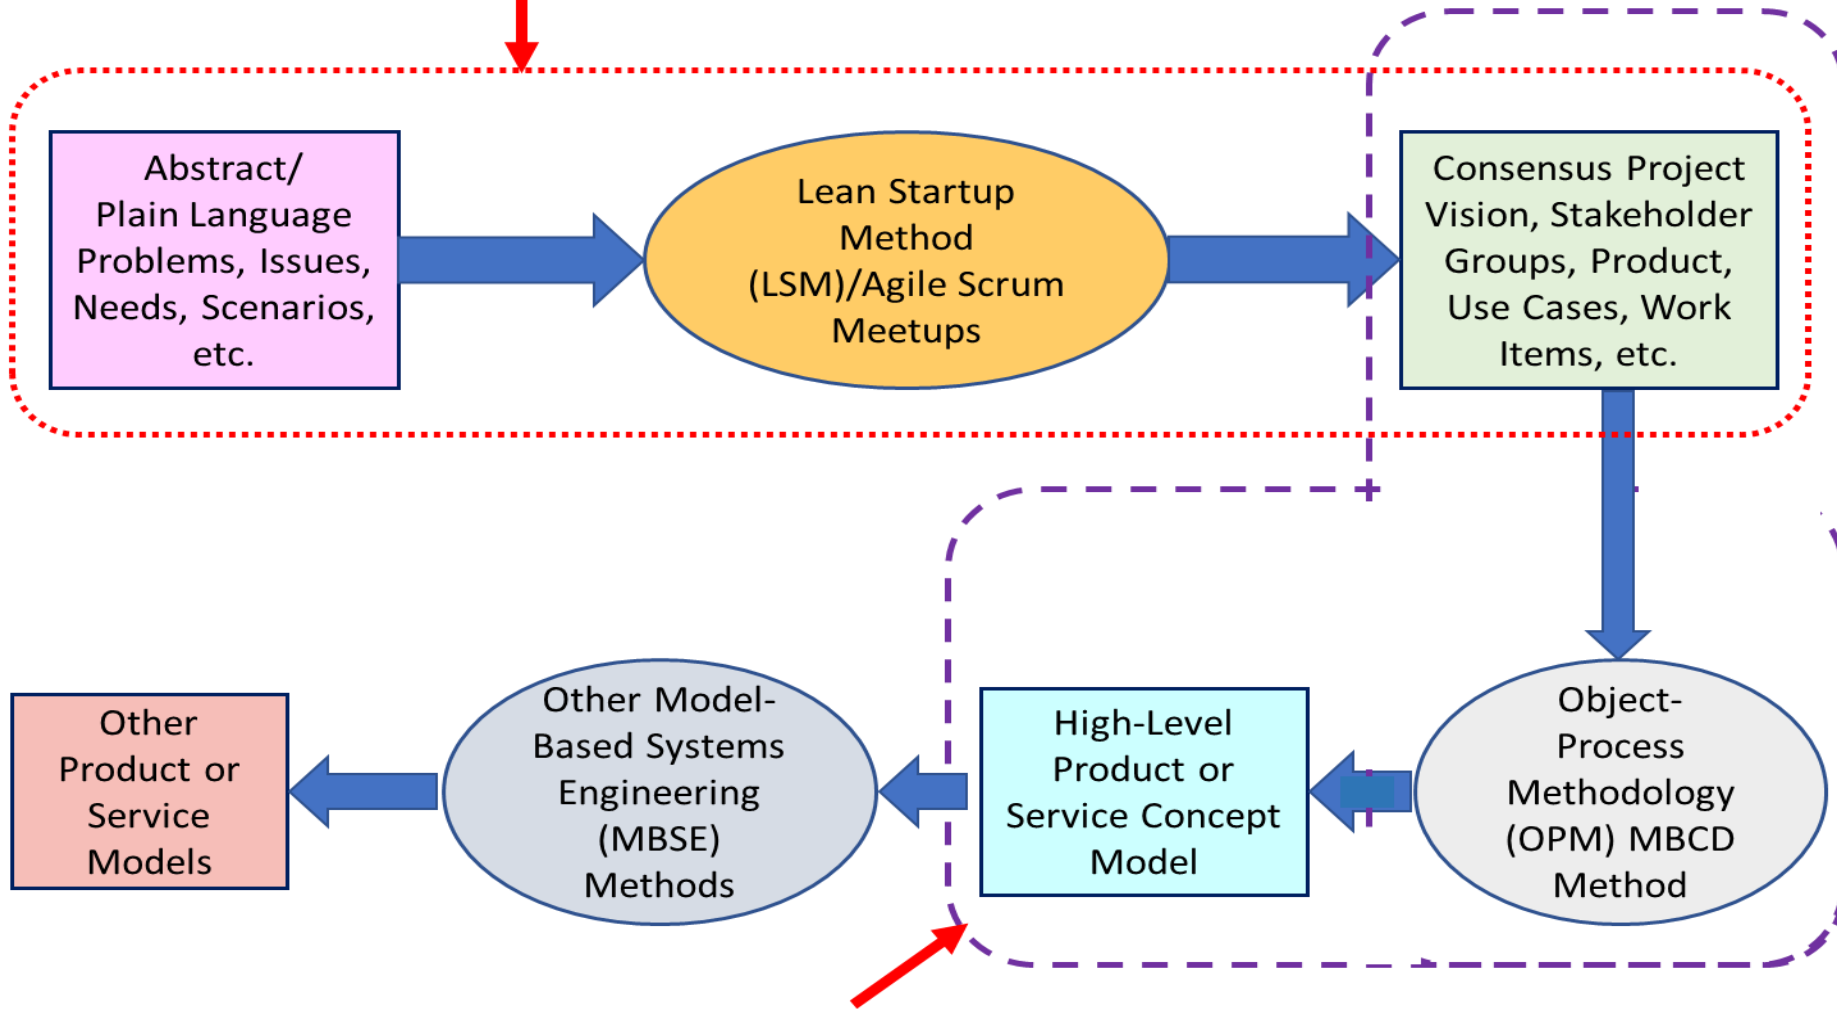 Abstract/
Plain Language
Problems, Issues,
Needs, Scenarios,
etc.
Lean Startup
Method
(LSM)/Agile Scrum
Meetups
Consensus Project
Vision, Stakeholder
Groups, Product,
Use Cases, Work
Items, etc.
Object-
Process
Methodology
(OPM) MBCD
Method
High-Level
Product or
Service Concept
Model
Other Model-
Based Systems
Engineering
(MBSE)
Methods
Other
Product or
Service
Models